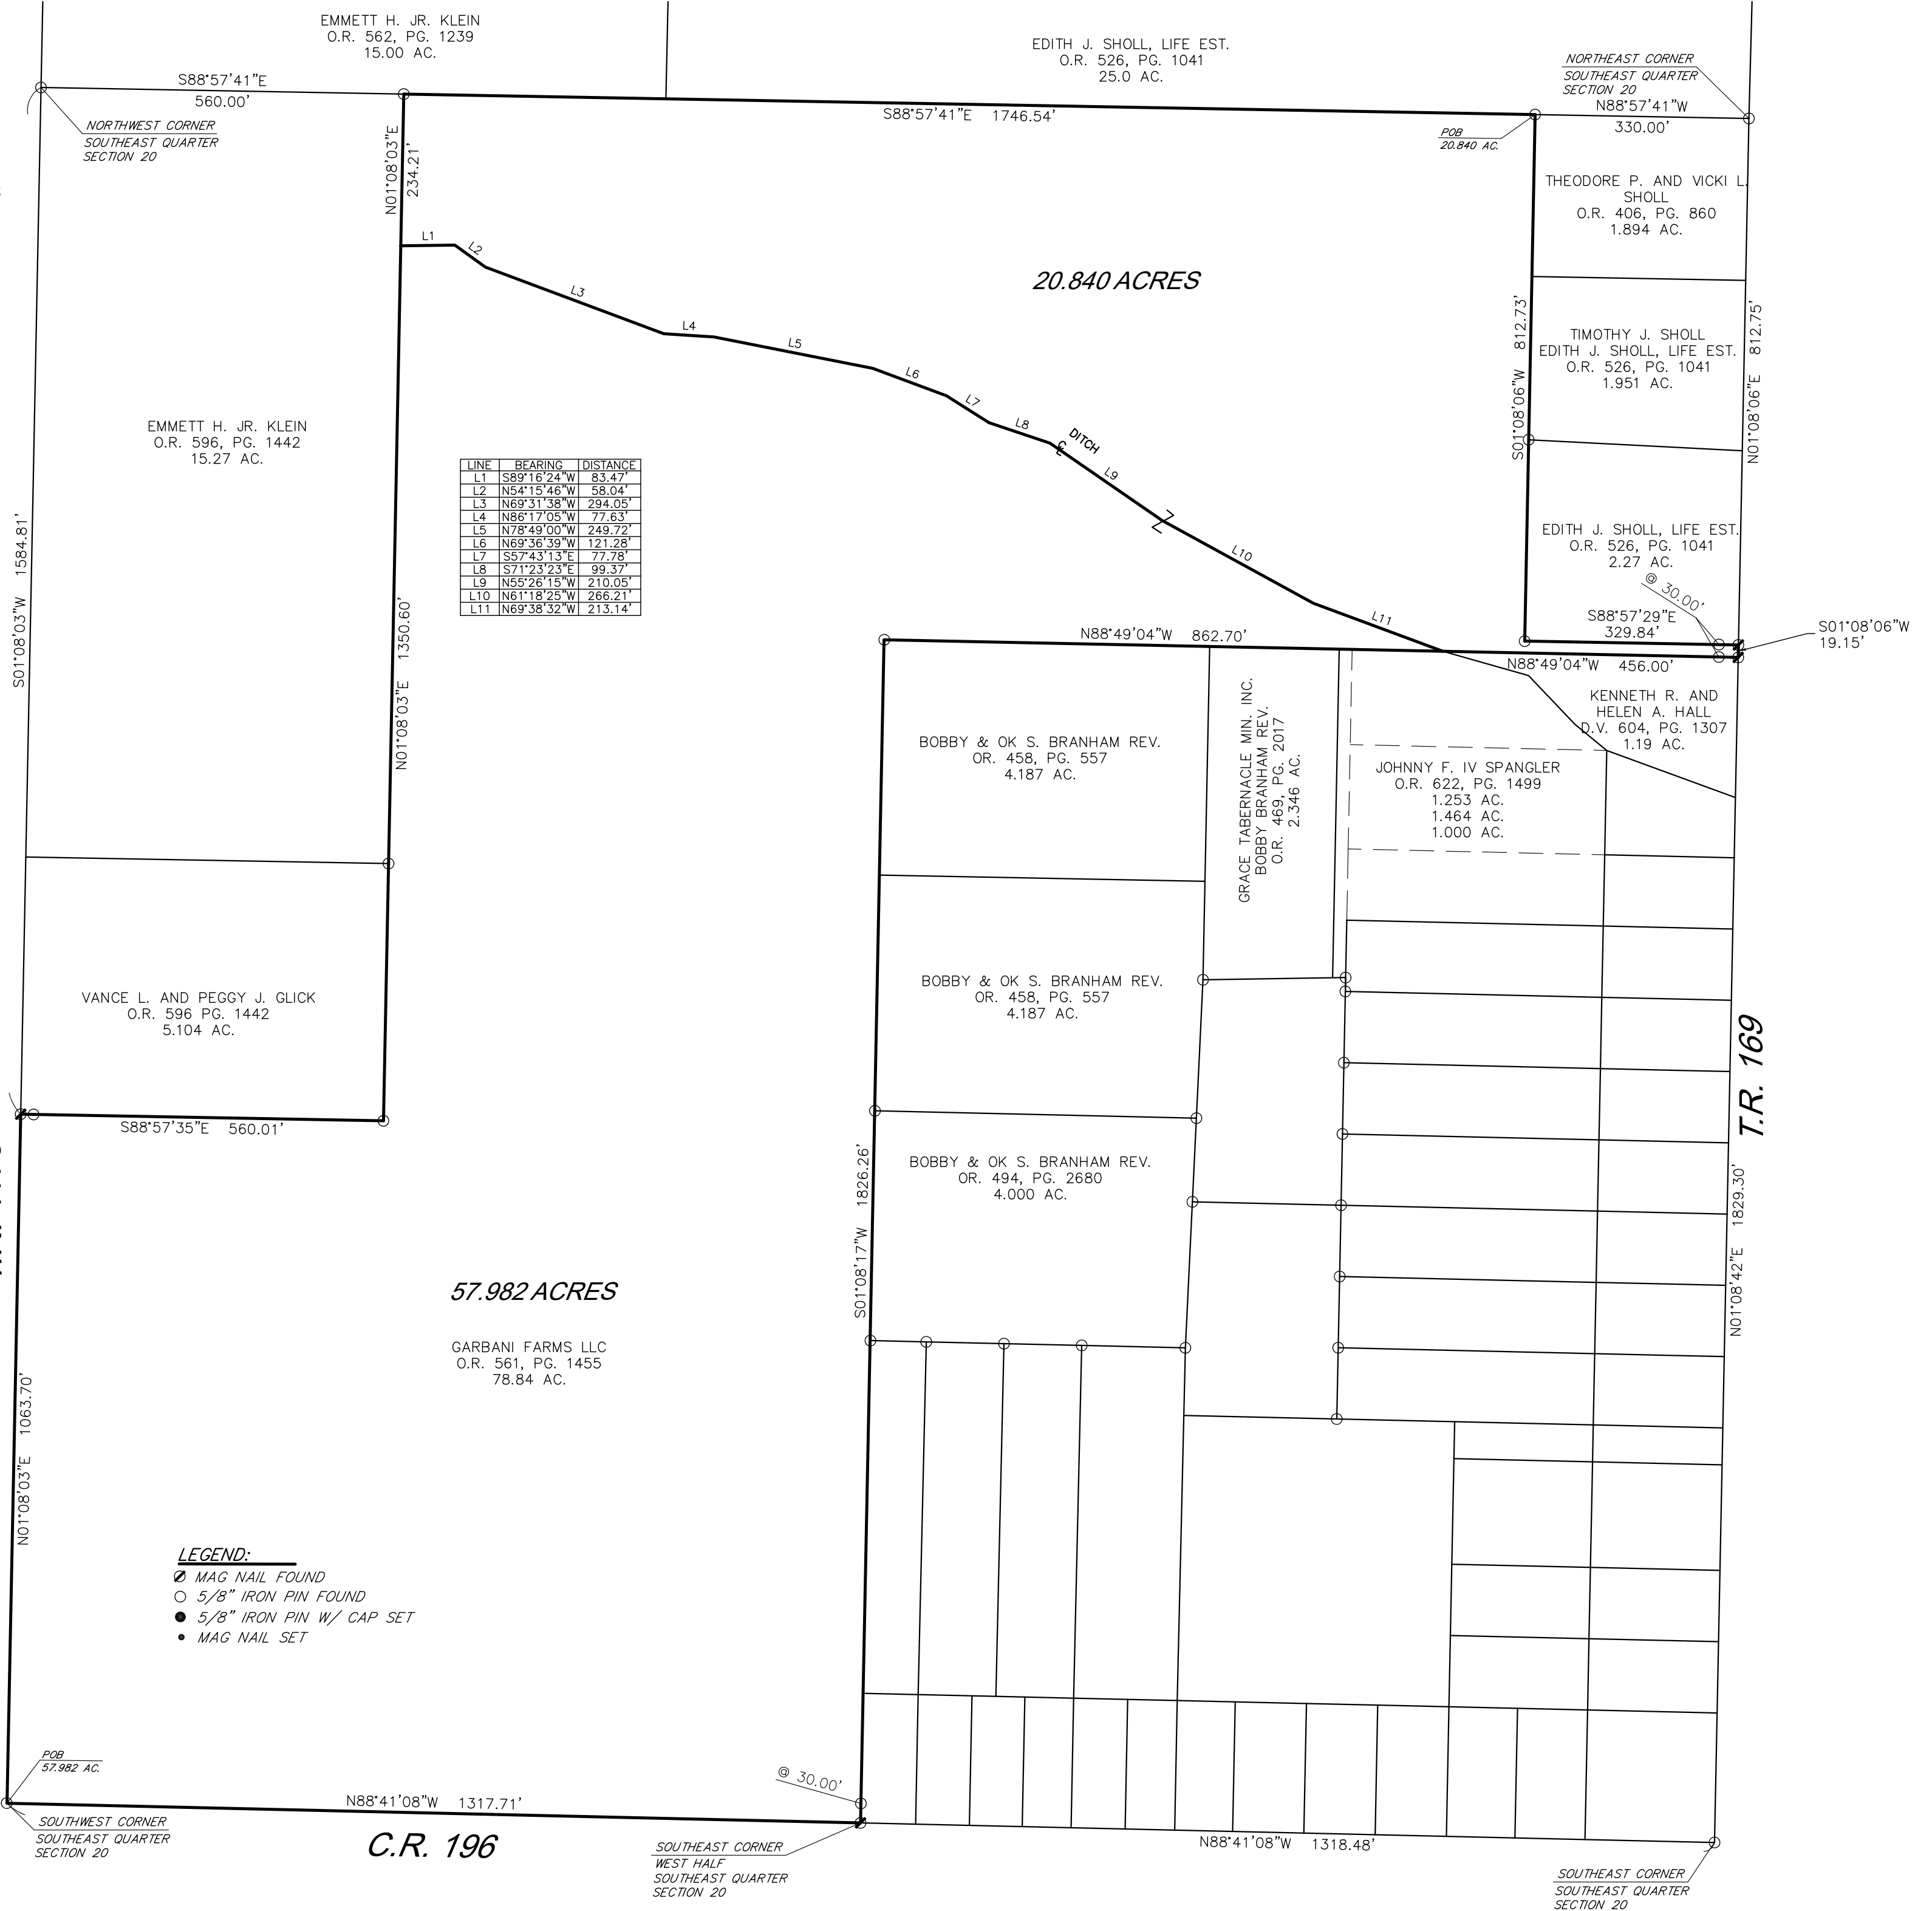 EMMETT H. JR. KLEIN
O.R. 562, PG. 1239
15.00 AC.
EDITH J. SHOLL, LIFE EST.
O.R. 526, PG. 1041
25.0 AC.
NORTHEAST CORNER
SOUTHEAST QUARTER
SECTION 20
S88°57'41"E
560.00'
N88°57'41"W
330.00'
S88°57'41"E 1746.54'
NORTHWEST CORNER
SOUTHEAST QUARTER
SECTION 20
POB
20.840 AC.
N01°08'03"E
234.21'
THEODORE P. AND VICKI L.
SHOLL
O.R. 406, PG. 860
1.894 AC.
L1
L2
L3
L4
L5
L6
L7
L8
L9
L10
L11
℄ DITCH
20.840 ACRES
S01°08'06"W 812.73'
N01°08'06"E 812.75'
TIMOTHY J. SHOLL
EDITH J. SHOLL, LIFE EST.
O.R. 526, PG. 1041
1.951 AC.
EMMETT H. JR. KLEIN
O.R. 596, PG. 1442
15.27 AC.
LINE BEARING DISTANCE
L1 S89°16'24"W 83.47'
L2 N54°15'46"W 58.04'
L3 N69°31'38"W 294.05'
L4 N86°17'05"W 77.63'
L5 N78°49'00"W 249.72'
L6 N69°36'39"W 121.28'
L7 S57°43'13"E 77.78'
L8 S71°23'23"E 99.37'
L9 N55°26'15"W 210.05'
L10 N61°18'25"W 266.21'
L11 N69°38'32"W 213.14'
EDITH J. SHOLL, LIFE EST.
O.R. 526, PG. 1041
2.27 AC.
@ 30.00'
S88°57'29"E
329.84'
S01°08'06"W
19.15'
S01°08'03"W 1584.81'
N01°08'03"E 1350.60'
N88°49'04"W 862.70'
N88°49'04"W 456.00'
KENNETH R. AND
HELEN A. HALL
D.V. 604, PG. 1307
1.19 AC.
BOBBY & OK S. BRANHAM REV.
OR. 458, PG. 557
4.187 AC.
GRACE TABERNACLE MIN. INC.
BOBBY BRANHAM REV.
O.R. 469, PG. 2017
2.346 AC.
JOHNNY F. IV SPANGLER
O.R. 622, PG. 1499
1.253 AC.
1.464 AC.
1.000 AC.
BOBBY & OK S. BRANHAM REV.
OR. 458, PG. 557
4.187 AC.
VANCE L. AND PEGGY J. GLICK
O.R. 596 PG. 1442
5.104 AC.
T.R. 169
S88°57'35"E 560.01'
BOBBY & OK S. BRANHAM REV.
OR. 494, PG. 2680
4.000 AC.
S01°08'17"W 1826.26'
N01°08'42"E 1829.30'
57.982 ACRES
GARBANI FARMS LLC
O.R. 561, PG. 1455
78.84 AC.
N01°08'03"E 1063.70'
LEGEND:
MAG NAIL FOUND
5/8" IRON PIN FOUND
5/8" IRON PIN W/ CAP SET
MAG NAIL SET
POB
57.982 AC.
@ 30.00'
N88°41'08"W 1317.71'
SOUTHWEST CORNER
SOUTHEAST QUARTER
SECTION 20
C.R. 196
SOUTHEAST CORNER
WEST HALF
SOUTHEAST QUARTER
SECTION 20
N88°41'08"W 1318.48'
SOUTHEAST CORNER
SOUTHEAST QUARTER
SECTION 20